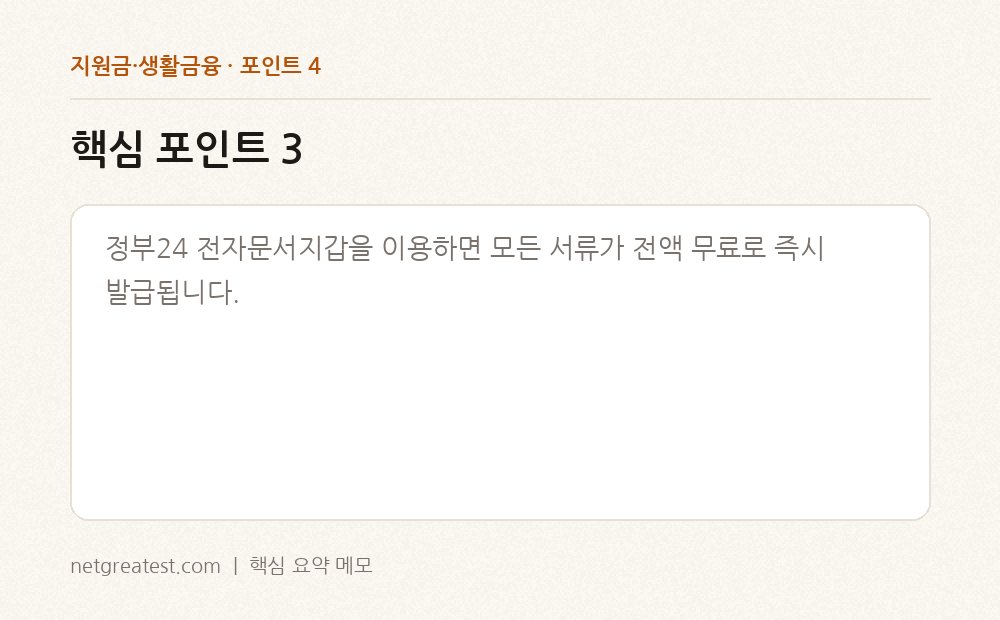 지원금·생활금융 · 포인트 4
핵심 포인트 3
정부24 전자문서지갑을 이용하면 모든 서류가 전액 무료로 즉시
발급됩니다.
netgreatest.com | 핵심 요약 메모